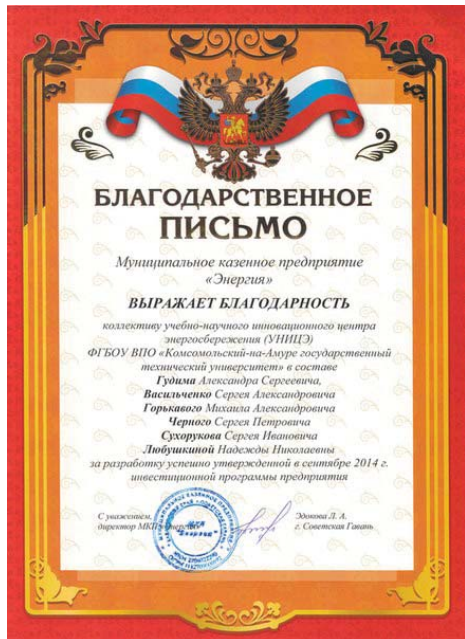 БЛАГОДАРСТВЕННОЕ
ПИСЬМО
Муниципальное казенное предприятие
«Энергия»
ВЫРАЖАЕТ БЛАГОДАРНОСТЬ
коллективу учебно-научного инновационного центра
энергосбережения (УНИЦЭ)
ФГБОУ ВПО «Комсомольский-на-Амуре государственный
технический университет» в составе
Гудима Александра Сергеевича,
Васильченко Сергея Александровича
Горькавого Михаила Александровича
Черного Сергея Петровича
Сухорукова Сергея Ивановича
Любушкиной Надежды Николаевны
за разработку успешно утвержденной в сентябре 2014 г.
инвестиционной программы предприятия
С уважением,
директор МКП «Энергия»
МКП
"Энергия"
Эдокова Л. А.
г. Советская Гавань